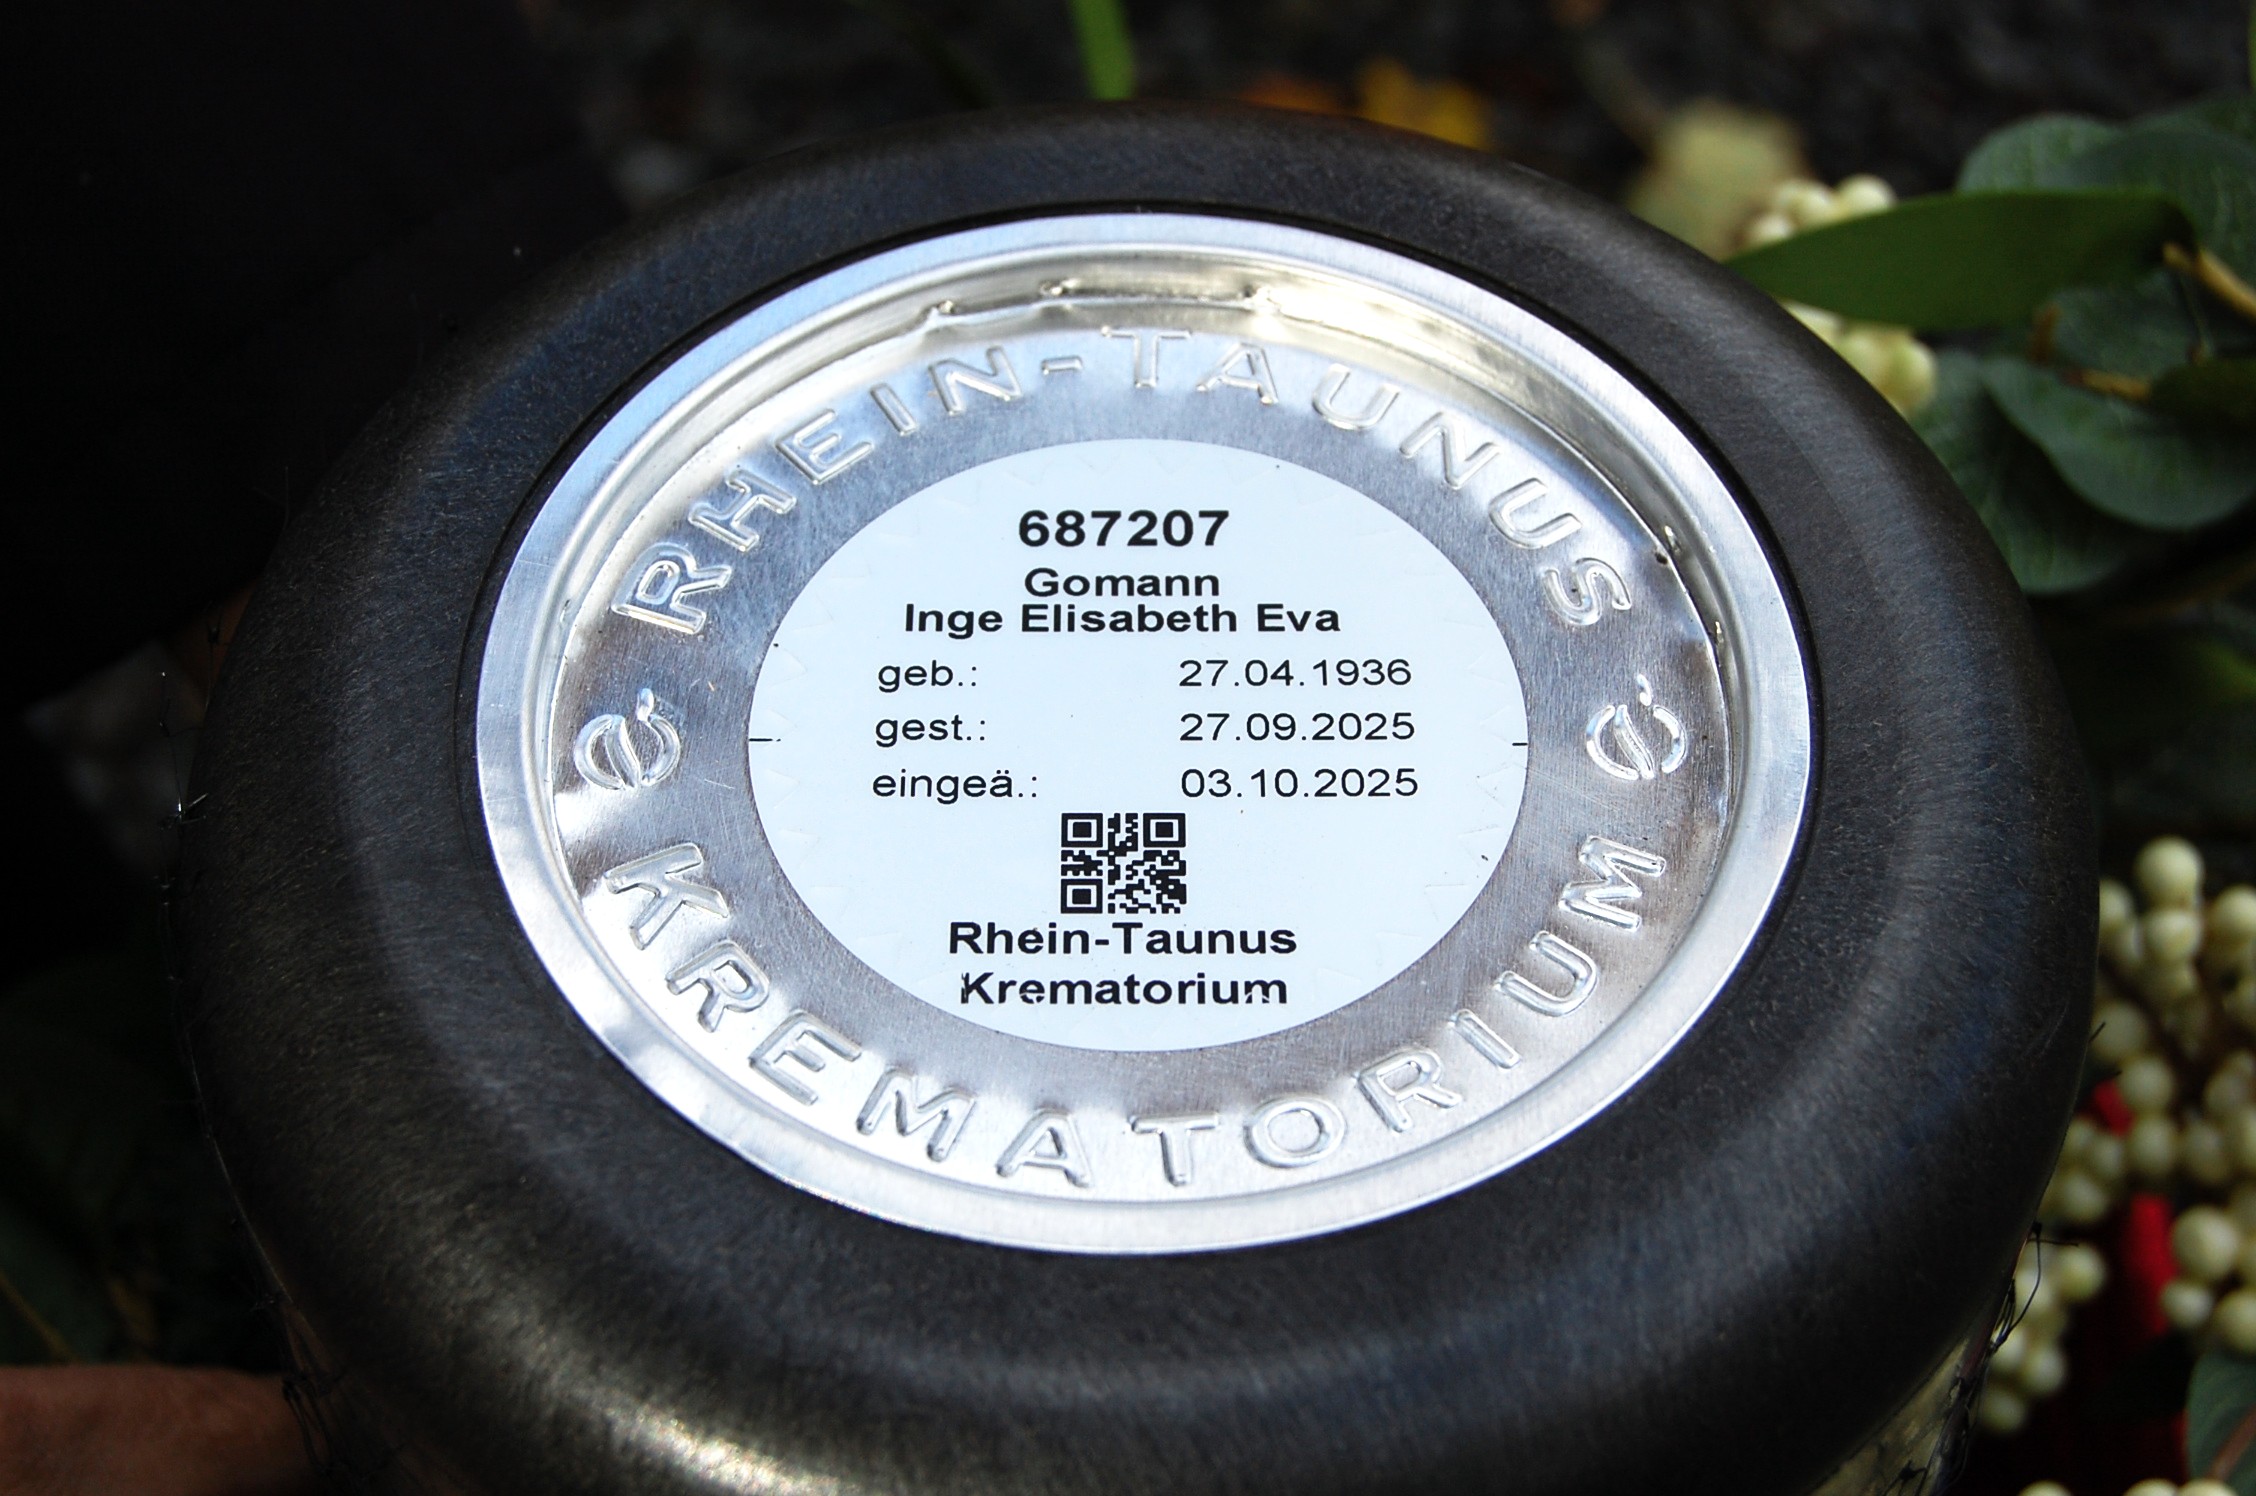 RHEIN-TAUNUS
687207
Gomann
Inge Elisabeth Eva
geb.: 27.04.1936
gest.: 27.09.2025
eingeä.: 03.10.2025
Rhein-Taunus
Krematorium
KREMATORIUM